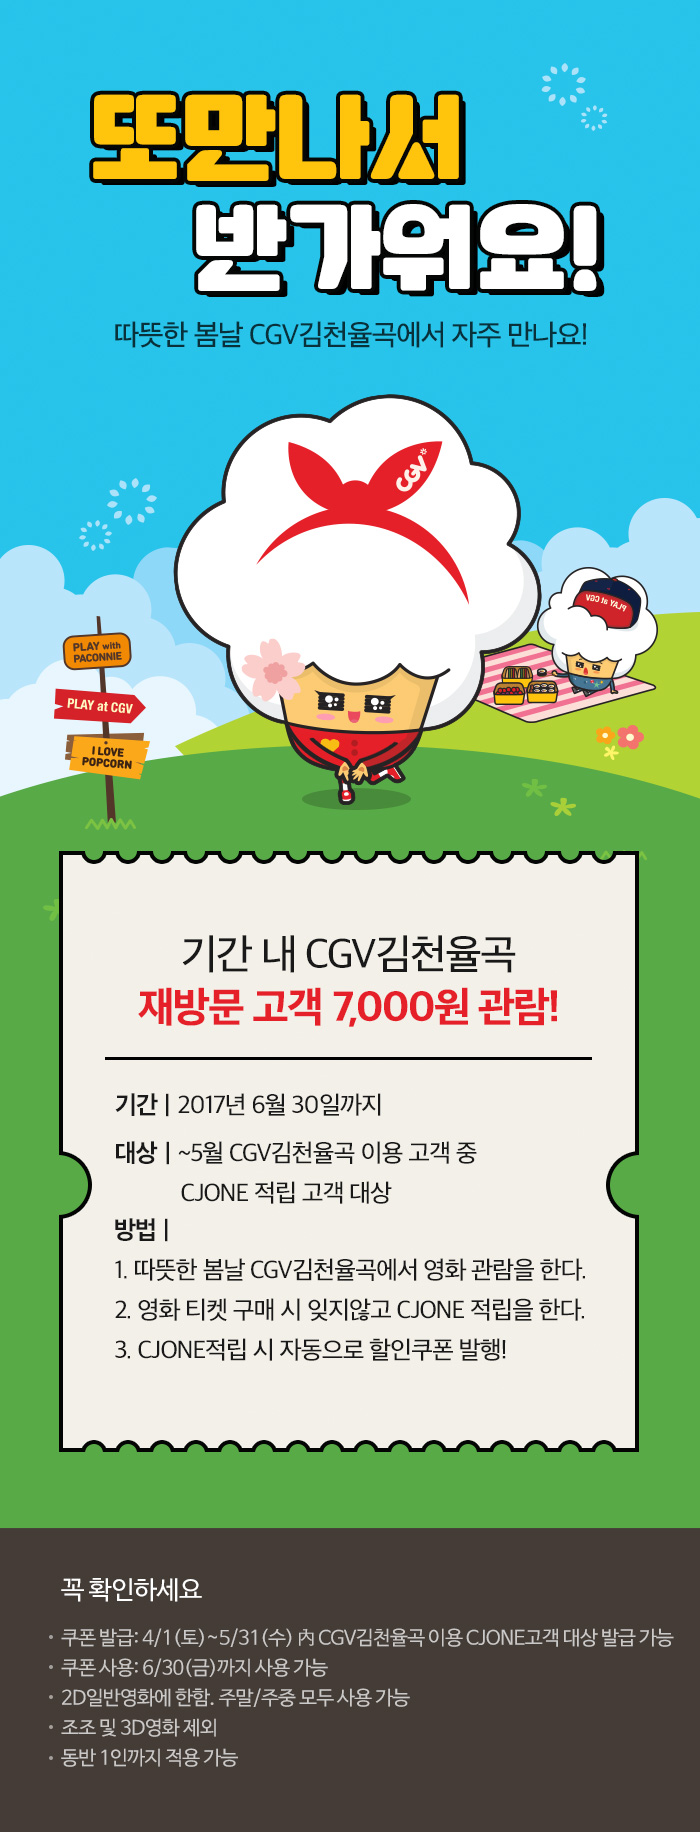 또만나서
반가워요!
따뜻한 봄날 CGV김천율곡에서 자주 만나요!
CGV
PLAY at CGV
PLAY with
PACONNIE
PLAY at CGV
I LOVE
POPCORN
기간 내 CGV김천율곡
재방문 고객 7,000원 관람!
기간 | 2017년 6월 30일까지
대상 | ~5월 CGV김천율곡 이용 고객 중
CJONE 적립 고객 대상
방법 |
1. 따뜻한 봄날 CGV김천율곡에서 영화 관람을 한다.
2. 영화 티켓 구매 시 잊지않고 CJONE 적립을 한다.
3. CJONE적립 시 자동으로 할인쿠폰 발행!
꼭 확인하세요
· 쿠폰 발급: 4/1(토)~5/31(수) 內 CGV김천율곡 이용 CJONE고객 대상 발급 가능
· 쿠폰 사용: 6/30(금)까지 사용 가능
· 2D일반영화에 한함. 주말/주중 모두 사용 가능
· 조조 및 3D영화 제외
· 동반 1인까지 적용 가능